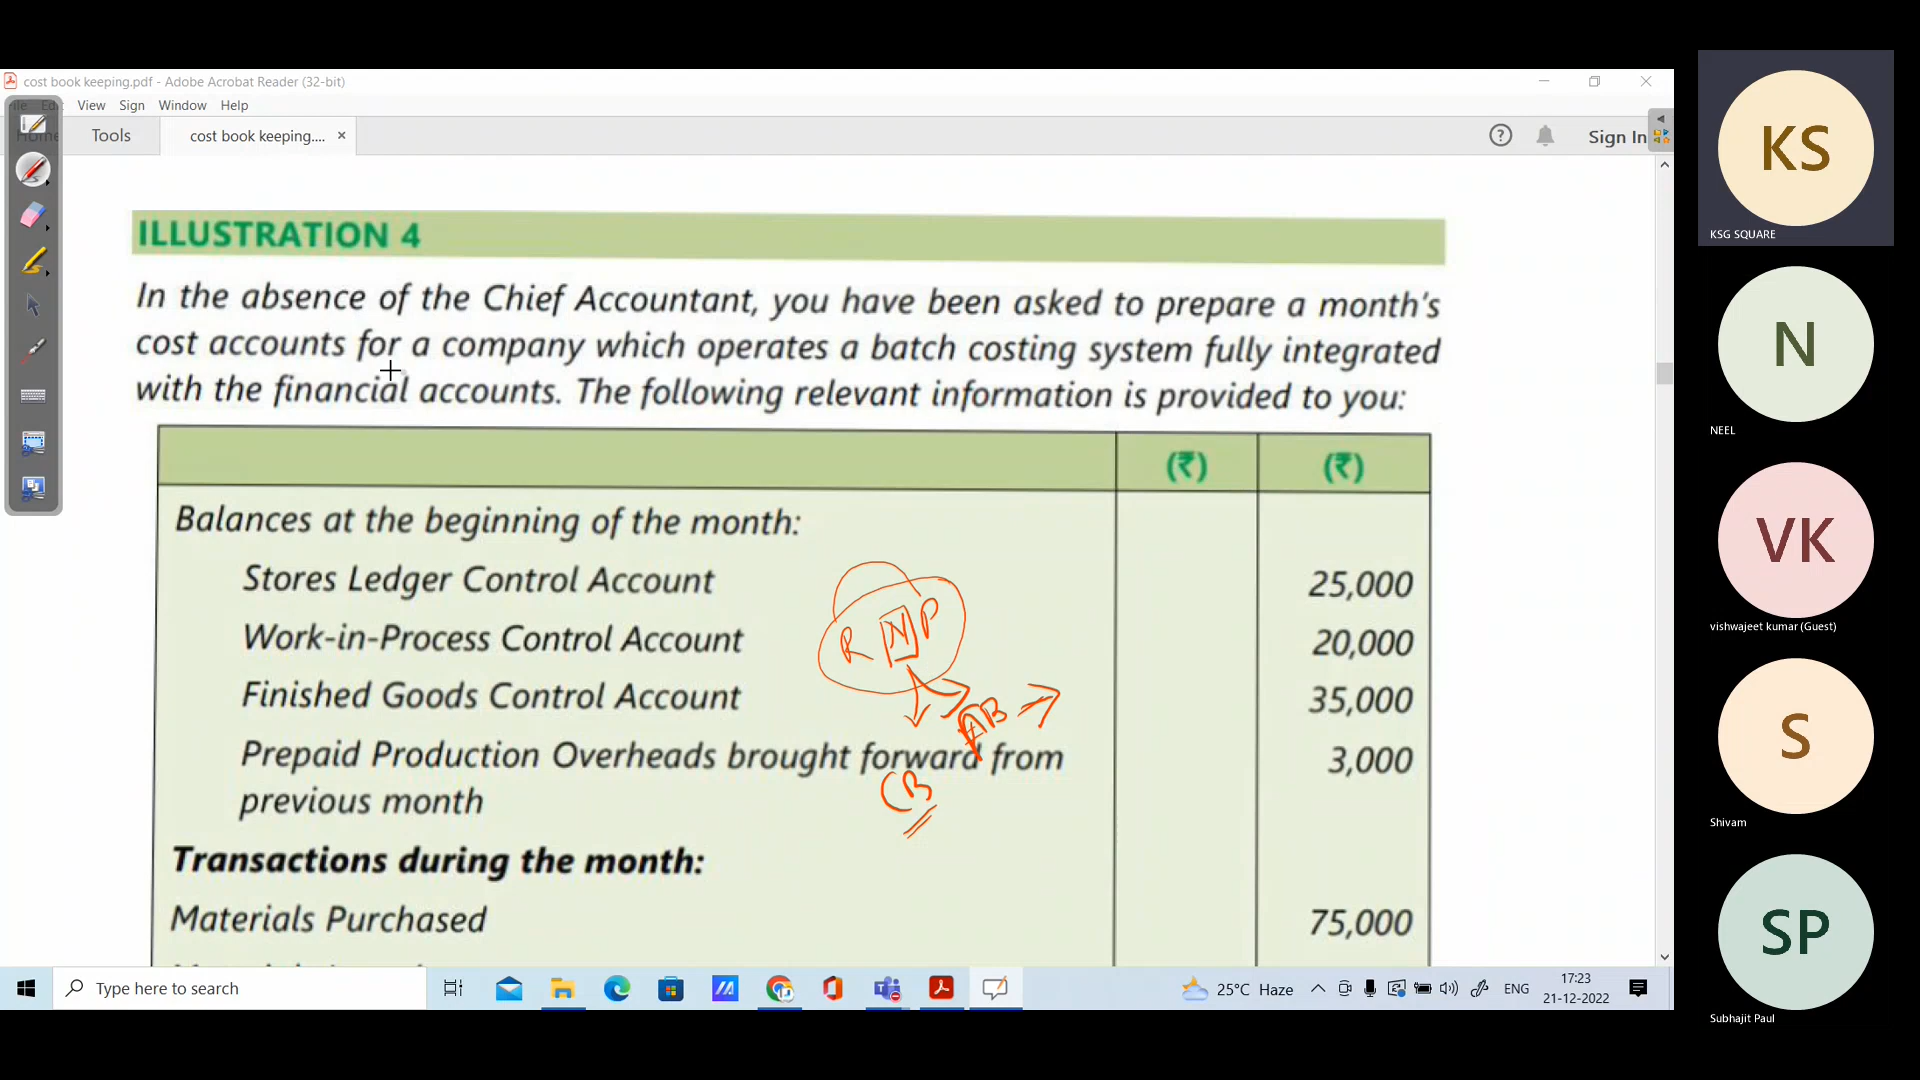 cost book keeping.pdf - Adobe Acrobat Reader (32-bit)
View Sign Window Help
Tools cost book keeping.... × Sign In
ILLUSTRATION 4
In the absence of the Chief Accountant, you have been asked to prepare a month's
cost accounts for a company which operates a batch costing system fully integrated
with the financial accounts. The following relevant information is provided to you:
(₹) (₹)
Balances at the beginning of the month:
Stores Ledger Control Account 25,000
Work-in-Process Control Account 20,000
Finished Goods Control Account 35,000
Prepaid Production Overheads brought forward from 3,000
previous month
Transactions during the month:
Materials Purchased 75,000
R N P
AB
CB
Type here to search
25°C Haze ENG 17:23
21-12-2022
KS
KSG SQUARE
N
NEEL
VK
vishwajeet kumar (Guest)
S
Shivam
SP
Subhajit Paul